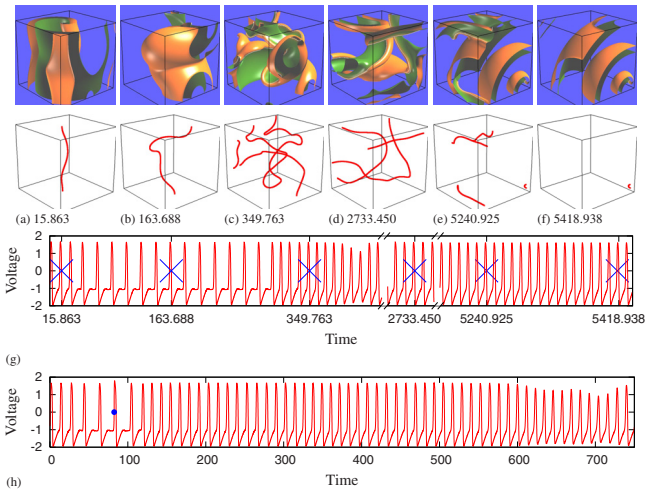 (a) 15.863 (b) 163.688 (c) 349.763 (d) 2733.450 (e) 5240.925 (f) 5418.938
2
1
0
-1
-2
Voltage
15.863 163.688 349.763 2733.450 5240.925 5418.938
Time
(g)
2
1
0
-1
-2
Voltage
0 100 200 300 400 500 600 700
Time
(h)